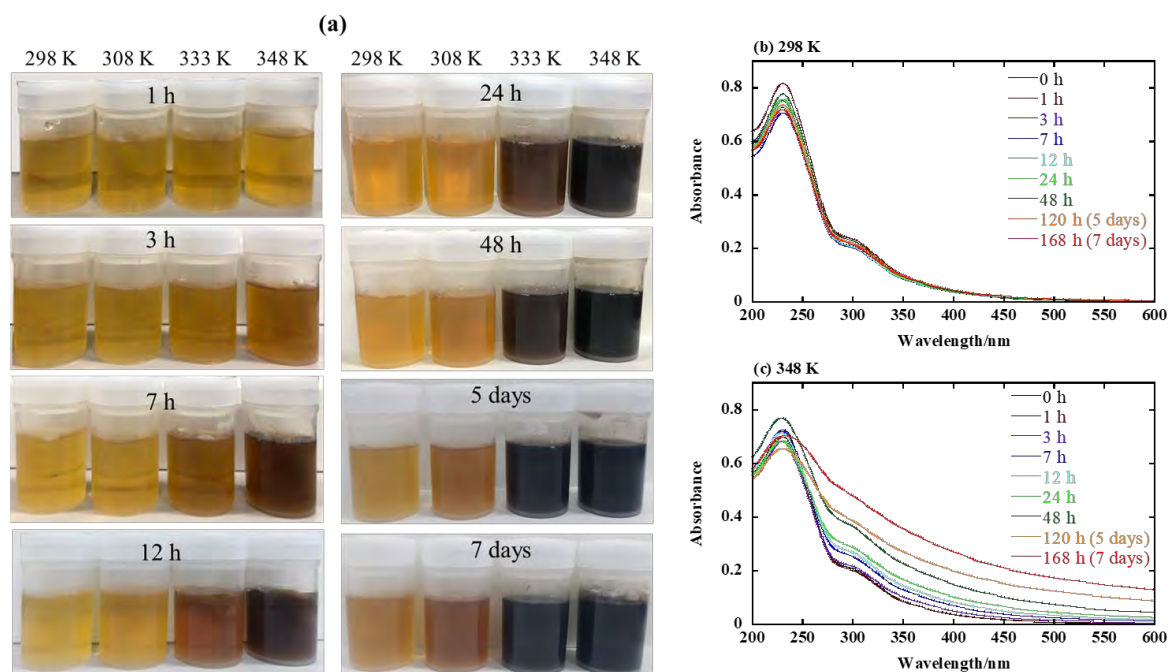 (a)
298 K 308 K 333 K 348 K
1 h
3 h
7 h
12 h
298 K 308 K 333 K 348 K
24 h
48 h
5 days
7 days
(b) 298 K
Absorbance
0.8
0.6
0.4
0.2
0
200 250 300 350 400 450 500 550 600
Wavelength/nm
0 h
1 h
3 h
7 h
12 h
24 h
48 h
120 h (5 days)
168 h (7 days)
(c) 348 K
Absorbance
0.8
0.6
0.4
0.2
0
200 250 300 350 400 450 500 550 600
Wavelength/nm
0 h
1 h
3 h
7 h
12 h
24 h
48 h
120 h (5 days)
168 h (7 days)